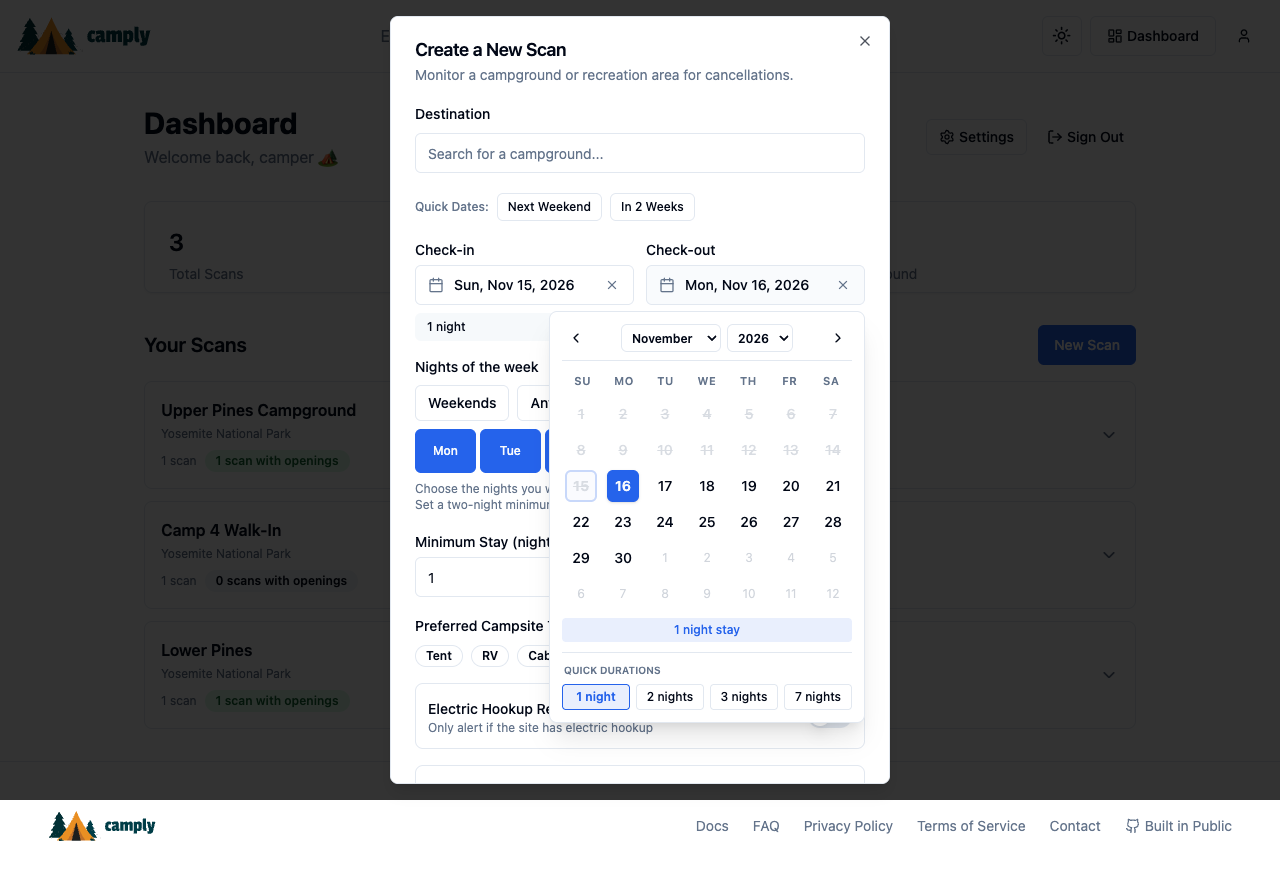 camply
E
Dashboard
Create a New Scan
Monitor a campground or recreation area for cancellations.
Dashboard
Welcome back, camper
Settings
Sign Out
Destination
Search for a campground...
Quick Dates:
Next Weekend
In 2 Weeks
3
Total Scans
ound
Check-in
Check-out
Sun, Nov 15, 2026
Mon, Nov 16, 2026
1 night
Your Scans
New Scan
November
2026
SU MO TU WE TH FR SA
1 2 3 4 5 6 7
8 9 10 11 12 13 14
15 16 17 18 19 20 21
22 23 24 25 26 27 28
29 30 1 2 3 4 5
6 7 8 9 10 11 12
1 night stay
QUICK DURATIONS
1 night
2 nights
3 nights
7 nights
Nights of the week
Weekends
An
Mon
Tue
Choose the nights you w
Set a two-night minimum
Minimum Stay (night
1
Preferred Campsite T
Tent
RV
Cab
Electric Hookup Re
Only alert if the site has electric hookup
Upper Pines Campground
Yosemite National Park
1 scan
1 scan with openings
Camp 4 Walk-In
Yosemite National Park
1 scan
0 scans with openings
Lower Pines
Yosemite National Park
1 scan
1 scan with openings
camply
Docs
FAQ
Privacy Policy
Terms of Service
Contact
Built in Public